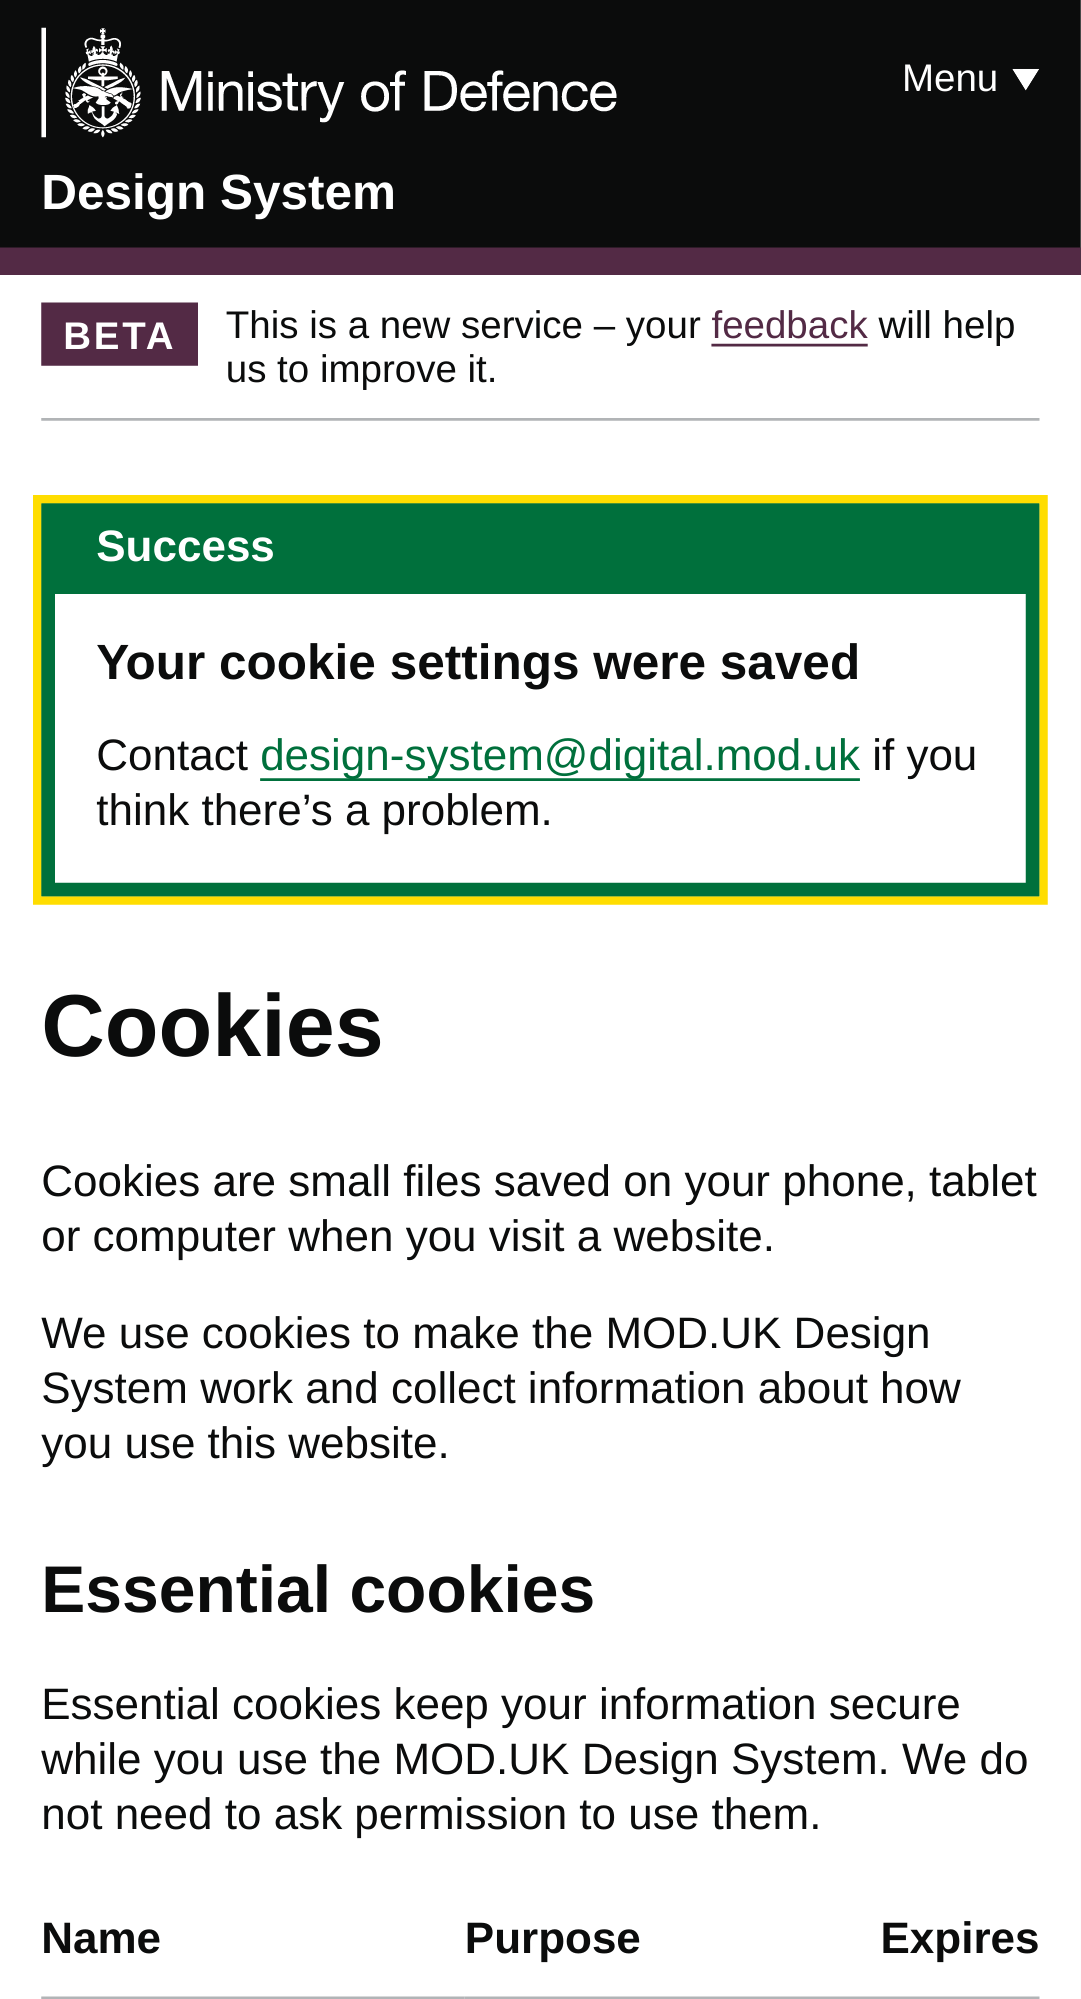 Ministry of Defence
Menu ▼
Design System
BETA
This is a new service – your feedback will help
us to improve it.
Success
Your cookie settings were saved
Contact design-system@digital.mod.uk if you
think there’s a problem.
Cookies
Cookies are small files saved on your phone, tablet
or computer when you visit a website.
We use cookies to make the MOD.UK Design
System work and collect information about how
you use this website.
Essential cookies
Essential cookies keep your information secure
while you use the MOD.UK Design System. We do
not need to ask permission to use them.
Name Purpose Expires